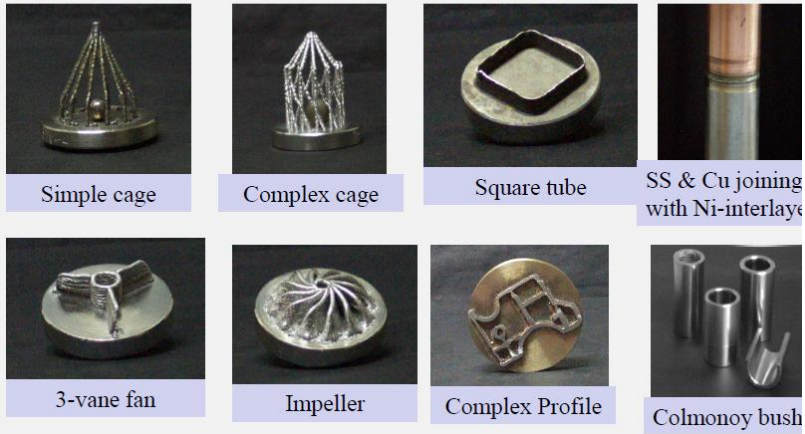 Simple cage
Complex cage
Square tube
SS & Cu joining
with Ni-interlaye
3-vane fan
Impeller
Complex Profile
Colmonoy bush